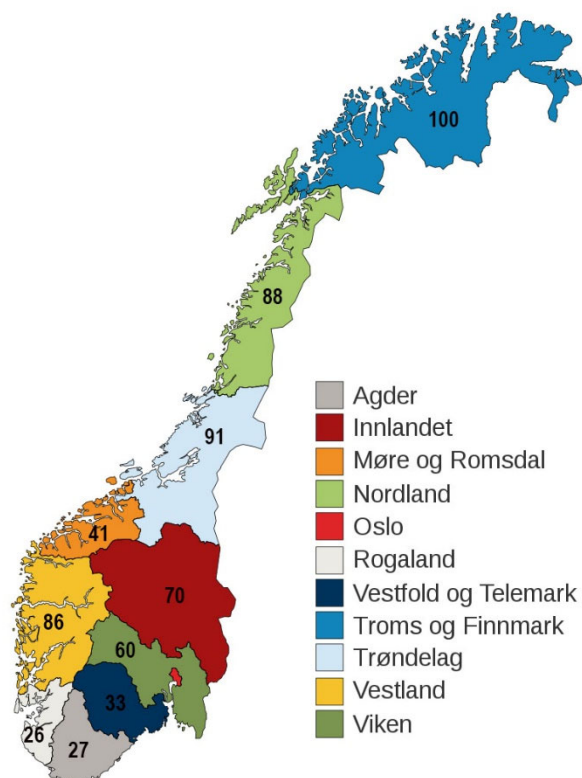 100
88
91
41
70
86
60
33
26
27
Agder
Innlandet
Møre og Romsdal
Nordland
Oslo
Rogaland
Vestfold og Telemark
Troms og Finnmark
Trøndelag
Vestland
Viken